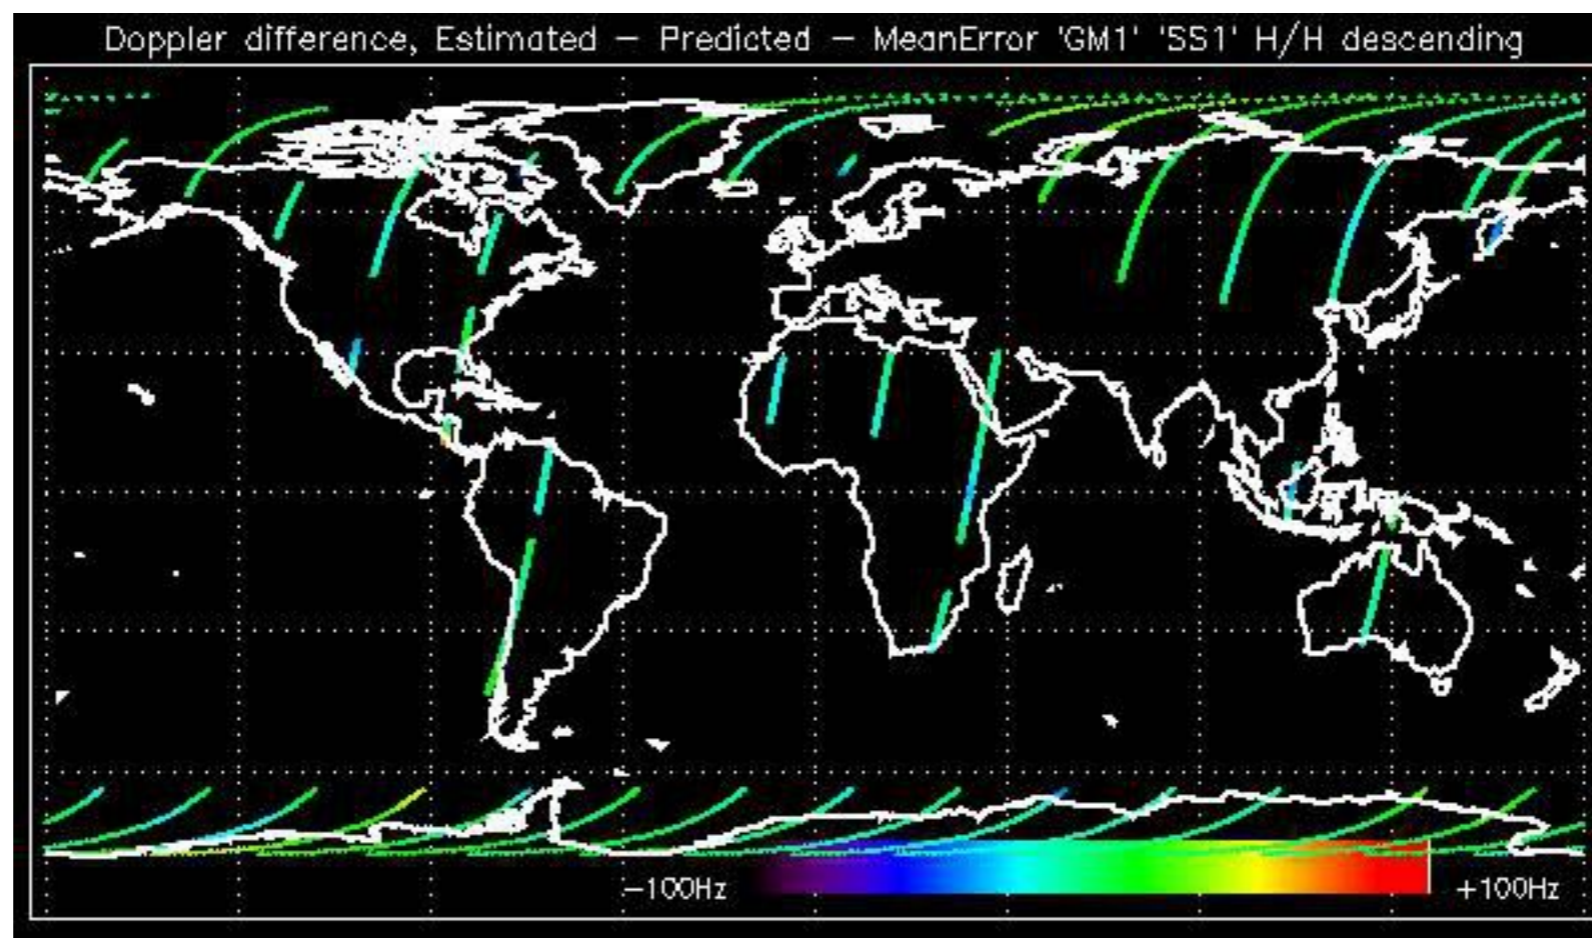 Doppler difference, Estimated – Predicted – MeanError 'GM1' 'SS1' H/H descending
–100Hz
+100Hz